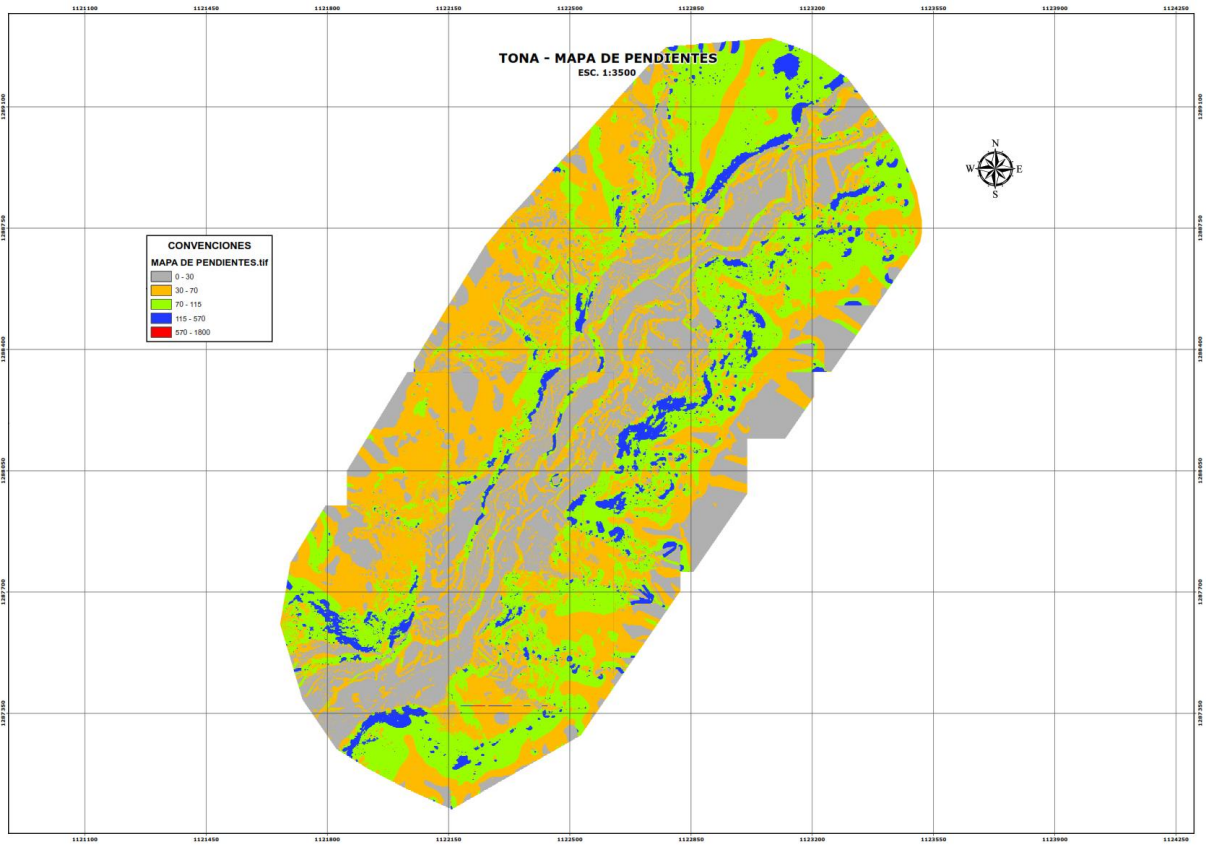 1121100 1121450 1121800 1122150 1122500 1122850 1123200 1123550 1123900 1124250
TONA - MAPA DE PENDIENTES
ESC. 1:3500
1289100 1289100
N
W E
S
1288750 1288750
CONVENCIONES
MAPA DE PENDIENTES.tif
0 - 30
30 - 70
70 - 115
115 - 570
570 - 1800
1288400 1288400
1288050 1288050
1287700 1287700
1287350 1287350
1121100 1121450 1121800 1122150 1122500 1122850 1123200 1123550 1123900 1124250